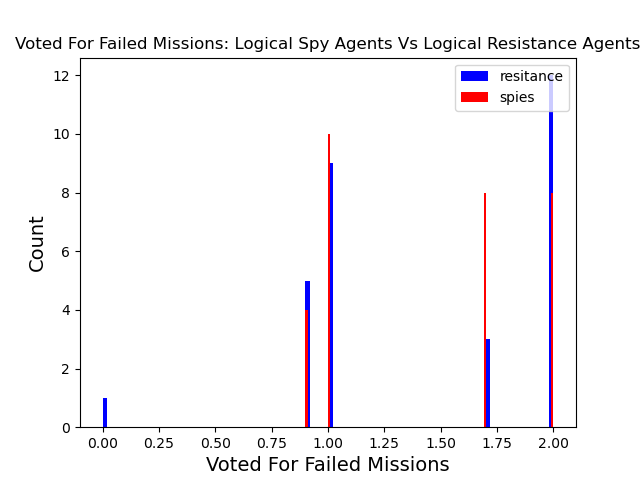 Voted For Failed Missions: Logical Spy Agents Vs Logical Resistance Agents
resitance
spies
12
10
8
6
4
2
0
Count
0.00 0.25 0.50 0.75 1.00 1.25 1.50 1.75 2.00
Voted For Failed Missions